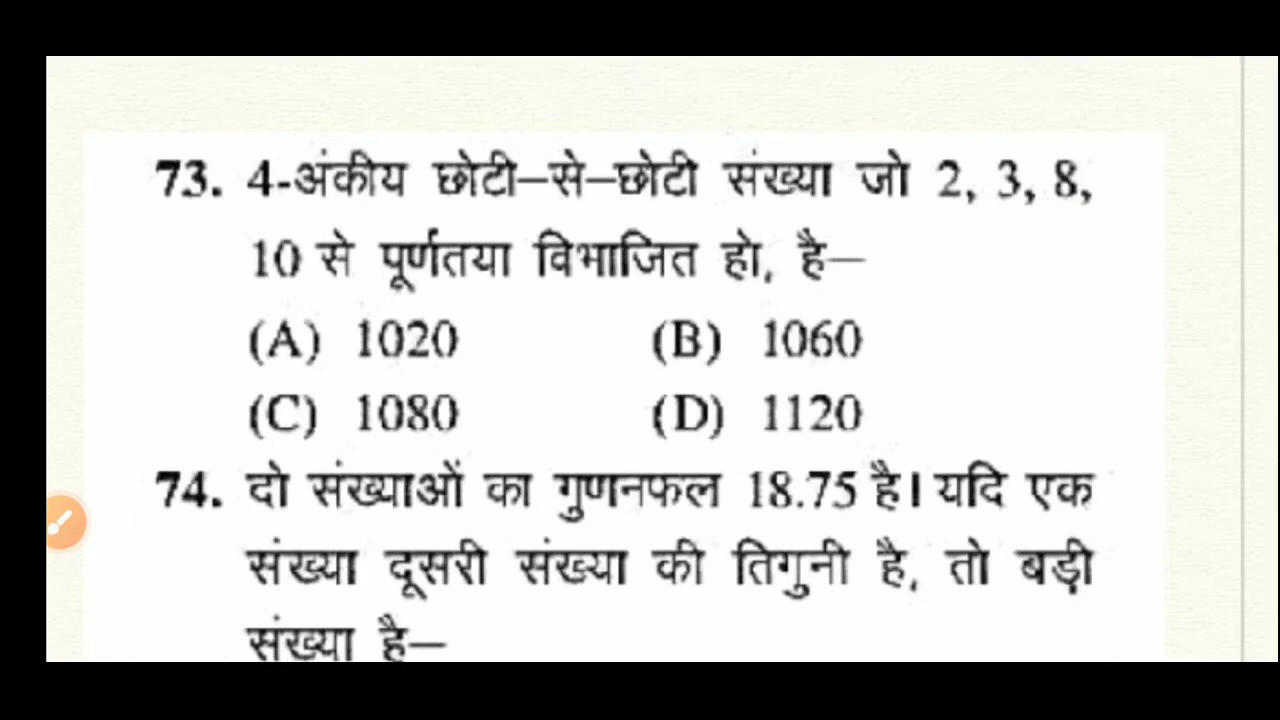 73. 4-अंकीय छोटी–से–छोटी संख्या जो 2, 3, 8,
10 से पूर्णतया विभाजित हो, है–
(A) 1020 (B) 1060
(C) 1080 (D) 1120
74. दो संख्याओं का गुणनफल 18.75 है। यदि एक
संख्या दूसरी संख्या की तिगुनी है, तो बड़ी
संख्या है–